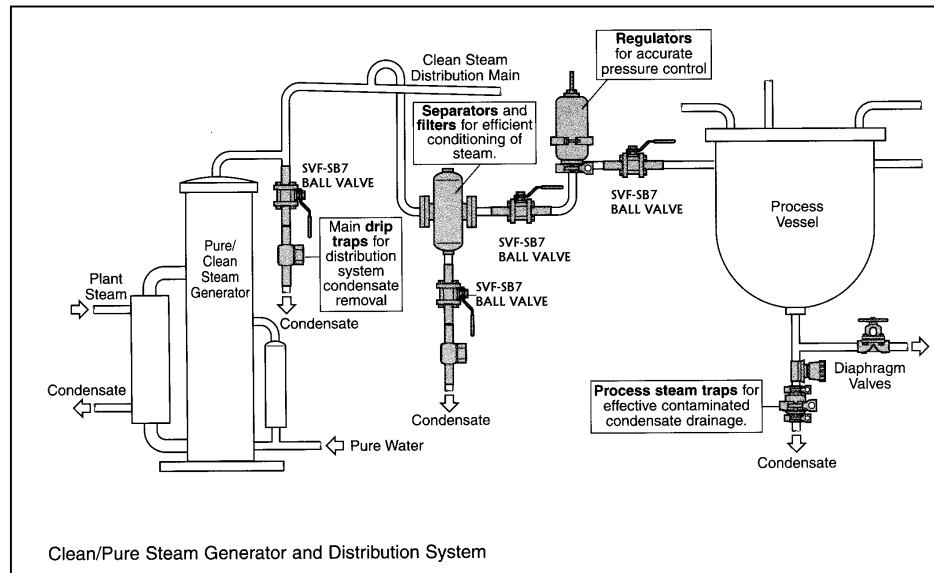 Clean Steam
Distribution Main
Regulators
for accurate
pressure control
Separators and
filters for efficient
conditioning of
steam.
SVF-SB7
BALL VALVE
SVF-SB7
BALL VALVE
Process
Vessel
Pure/
Clean
Steam
Generator
Main drip
traps for
distribution
system
condensate
removal
SVF-SB7
BALL VALVE
Plant
Steam
SVF-SB7
BALL VALVE
Condensate
Condensate
Diaphragm
Valves
Process steam traps for
effective contaminated
condensate drainage.
Condensate
Pure Water
Condensate
Clean/Pure Steam Generator and Distribution System